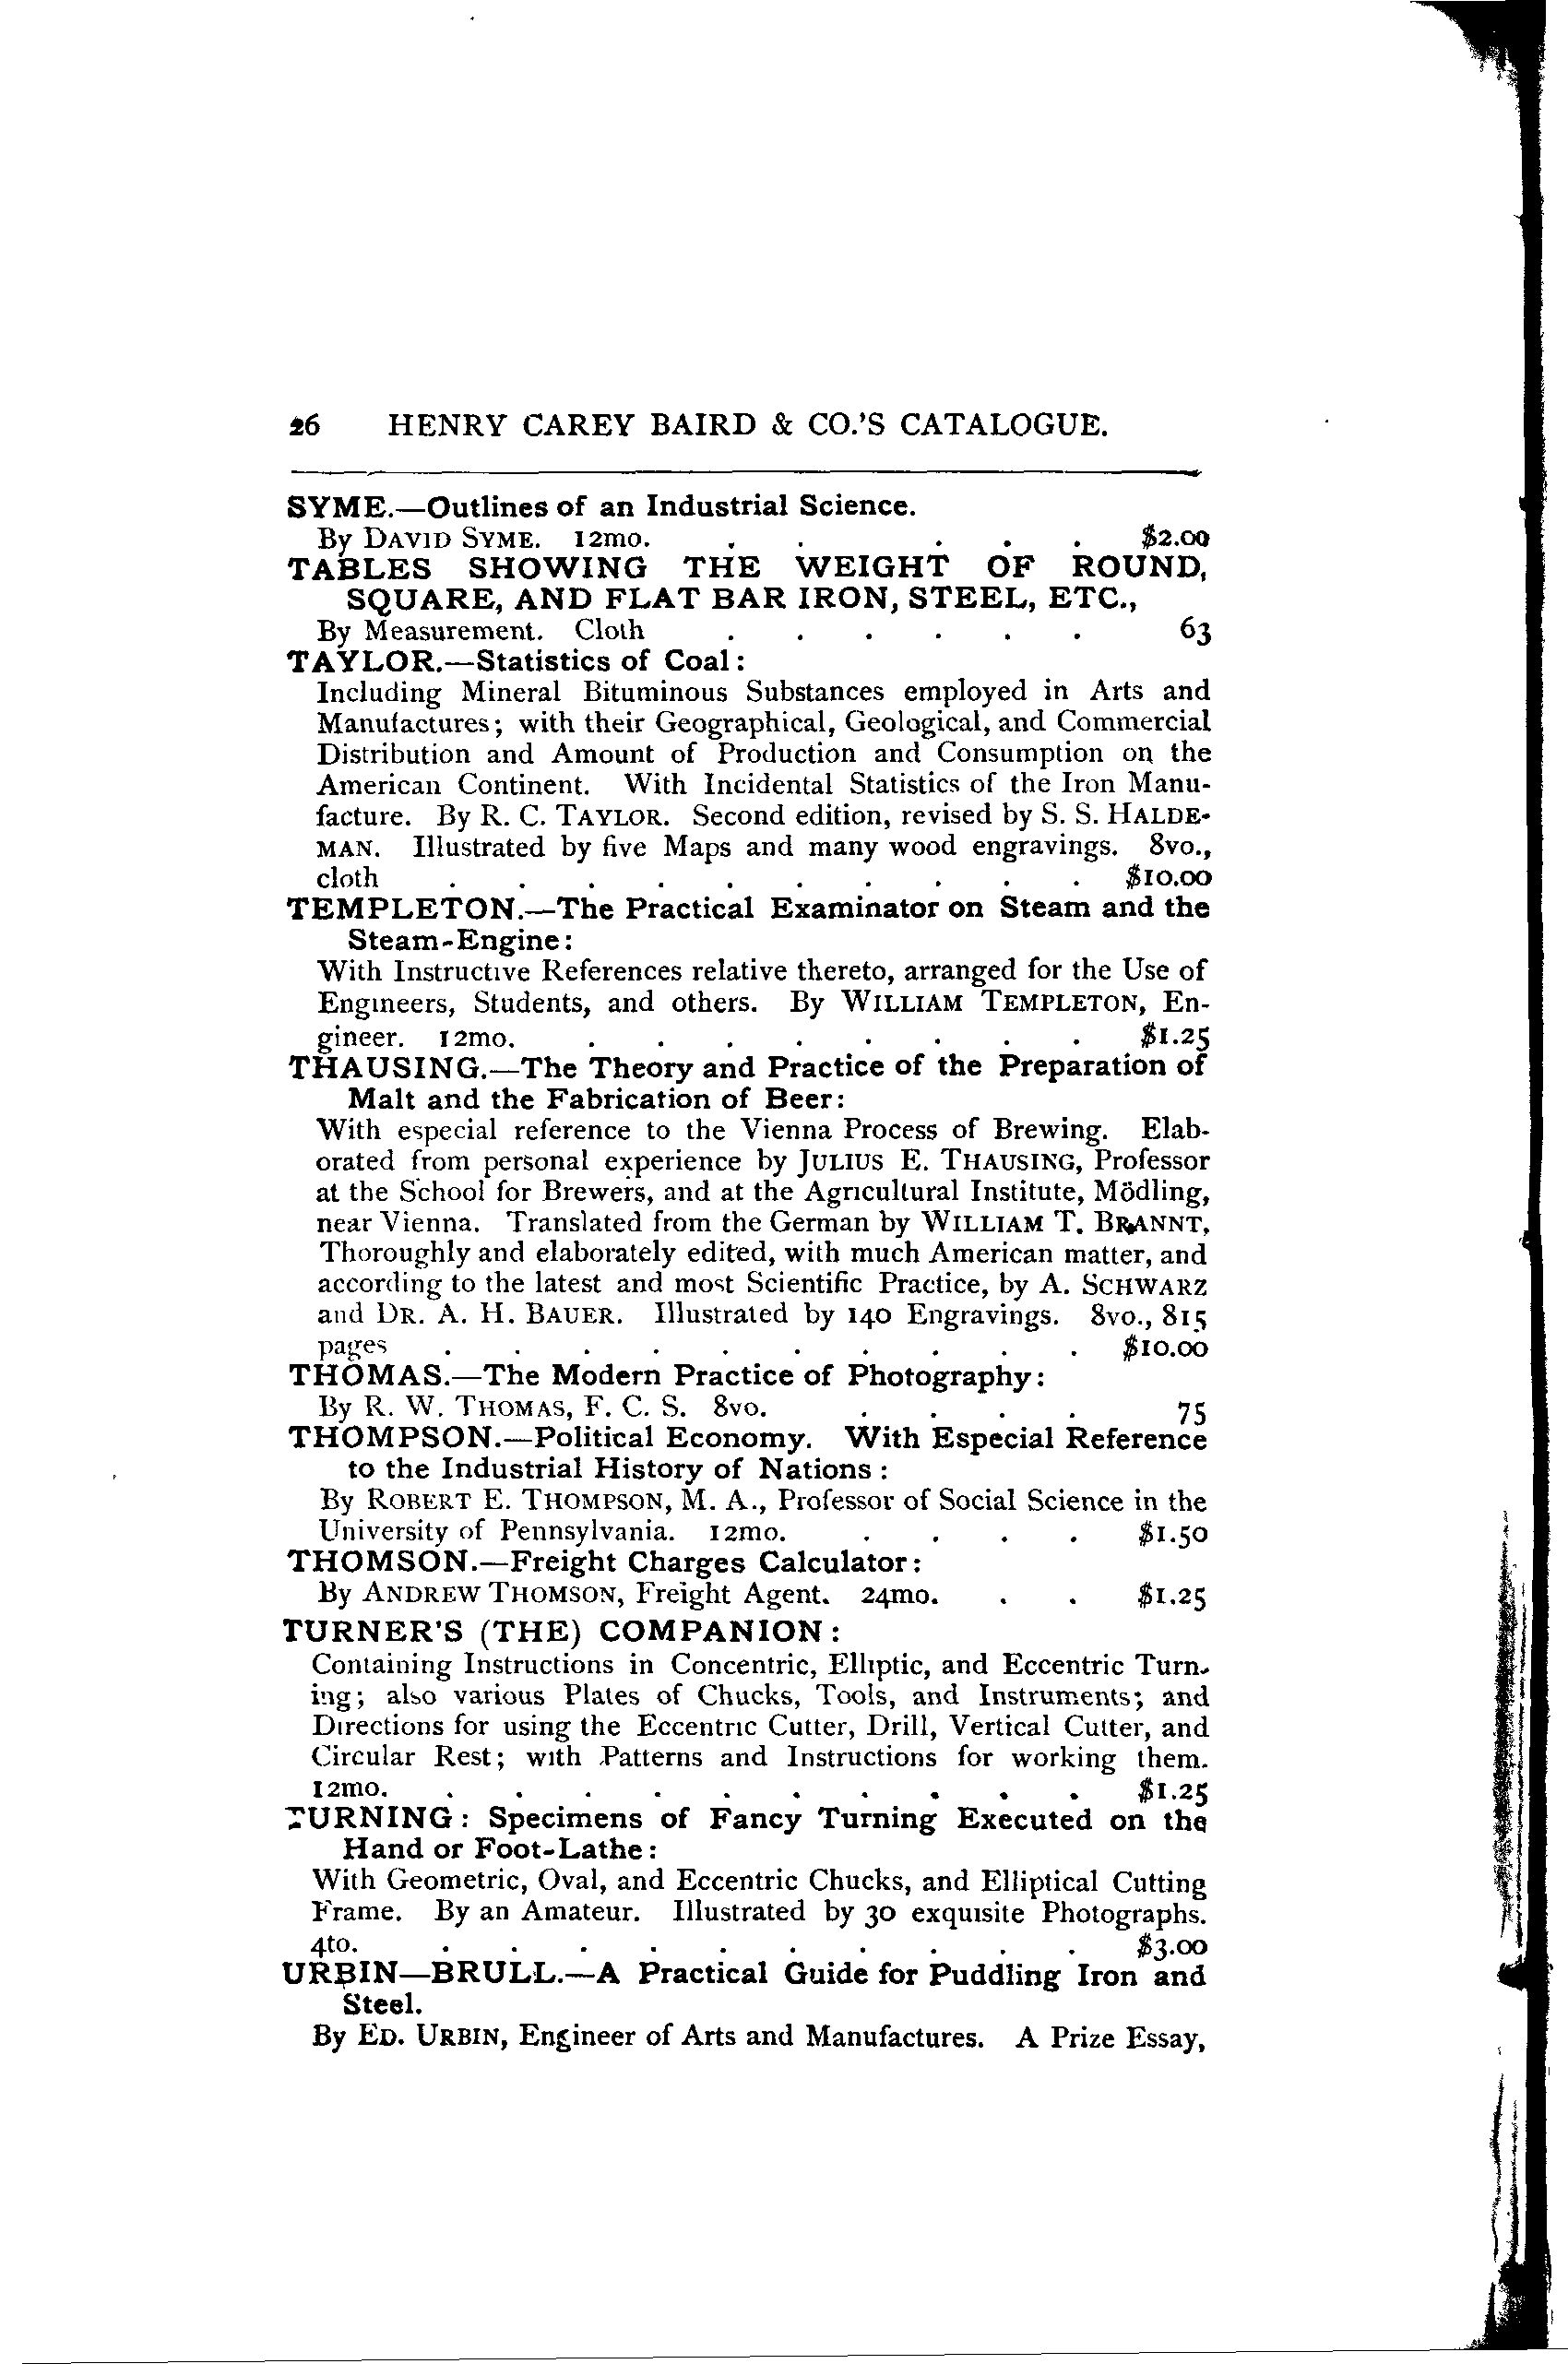 26 HENRY CAREY BAIRD & CO.'S CATALOGUE.
SYME.—Outlines of an Industrial Science.
By DAVID SYME. 12mo. . . . . . $2.00
TABLES SHOWING THE WEIGHT OF ROUND,
SQUARE, AND FLAT BAR IRON, STEEL, ETC.,
By Measurement. Cloth . . . . . . 63
TAYLOR.—Statistics of Coal:
Including Mineral Bituminous Substances employed in Arts and
Manufactures; with their Geographical, Geological, and Commercial
Distribution and Amount of Production and Consumption on the
American Continent. With Incidental Statistics of the Iron Manu-
facture. By R. C. TAYLOR. Second edition, revised by S. S. HALDE-
MAN. Illustrated by five Maps and many wood engravings. 8vo.,
cloth . . . . . . . . . . $10.00
TEMPLETON.—The Practical Examinator on Steam and the
Steam-Engine:
With Instructive References relative thereto, arranged for the Use of
Engineers, Students, and others. By WILLIAM TEMPLETON, En-
gineer. 12mo. . . . . . . . . $1.25
THAUSING.—The Theory and Practice of the Preparation of
Malt and the Fabrication of Beer:
With especial reference to the Vienna Process of Brewing. Elab-
orated from personal experience by JULIUS E. THAUSING, Professor
at the School for Brewers, and at the Agricultural Institute, Mödling,
near Vienna. Translated from the German by WILLIAM T. BRANNT,
Thoroughly and elaborately edited, with much American matter, and
according to the latest and most Scientific Practice, by A. SCHWARZ
and DR. A. H. BAUER. Illustrated by 140 Engravings. 8vo., 815
pages . . . . . . . . . . $10.00
THOMAS.—The Modern Practice of Photography:
By R. W. THOMAS, F. C. S. 8vo. . . . . 75
THOMPSON.—Political Economy. With Especial Reference
to the Industrial History of Nations :
By ROBERT E. THOMPSON, M. A., Professor of Social Science in the
University of Pennsylvania. 12mo. . . . . $1.50
THOMSON.—Freight Charges Calculator:
By ANDREW THOMSON, Freight Agent. 24mo. . . $1.25
TURNER'S (THE) COMPANION:
Containing Instructions in Concentric, Elliptic, and Eccentric Turn-
ing; also various Plates of Chucks, Tools, and Instruments; and
Directions for using the Eccentric Cutter, Drill, Vertical Cutter, and
Circular Rest; with Patterns and Instructions for working them.
12mo. . . . . . . . . . . $1.25
TURNING: Specimens of Fancy Turning Executed on the
Hand or Foot-Lathe:
With Geometric, Oval, and Eccentric Chucks, and Elliptical Cutting
Frame. By an Amateur. Illustrated by 30 exquisite Photographs.
4to. . . . . . . . . . . $3.00
URBIN—BRULL.—A Practical Guide for Puddling Iron and
Steel.
By ED. URBIN, Engineer of Arts and Manufactures. A Prize Essay,